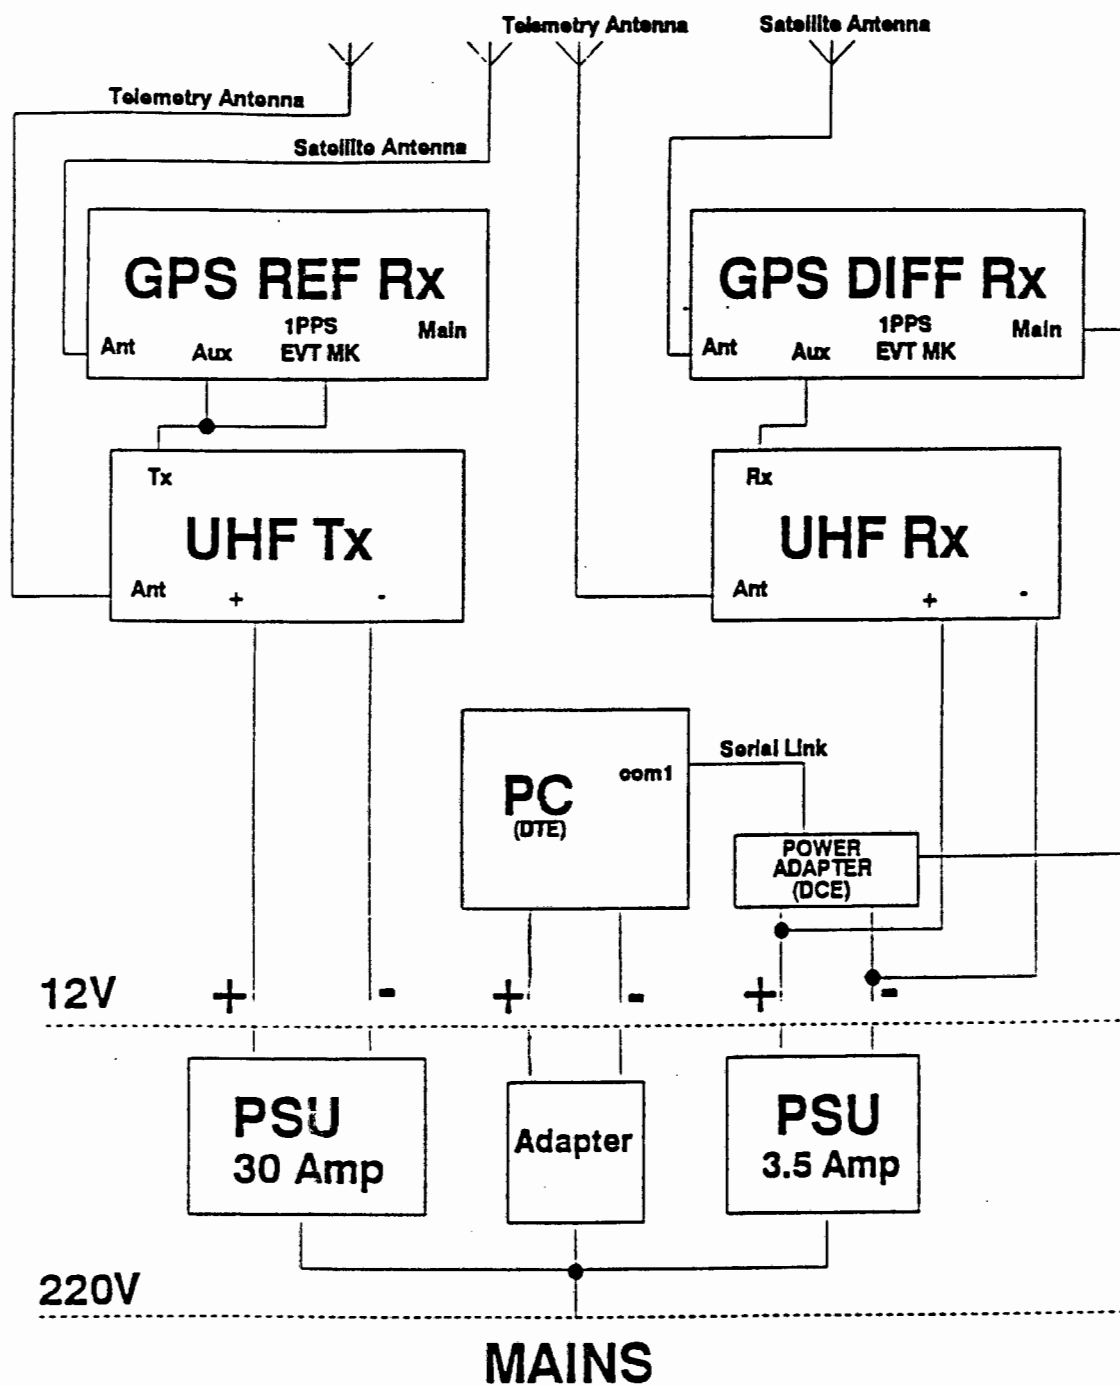 Telemetry Antenna
Satellite Antenna
Telemetry Antenna
Satellite Antenna
GPS REF Rx
Ant
Aux
1PPS
EVT MK
Main
GPS DIFF Rx
Ant
Aux
1PPS
EVT MK
Main
Tx
UHF Tx
Ant
+
-
Rx
UHF Rx
Ant
+
-
PC
(DTE)
com1
Serial Link
POWER
ADAPTER
(DCE)
12V
+
-
+
-
+
-
PSU
30 Amp
Adapter
PSU
3.5 Amp
220V
MAINS